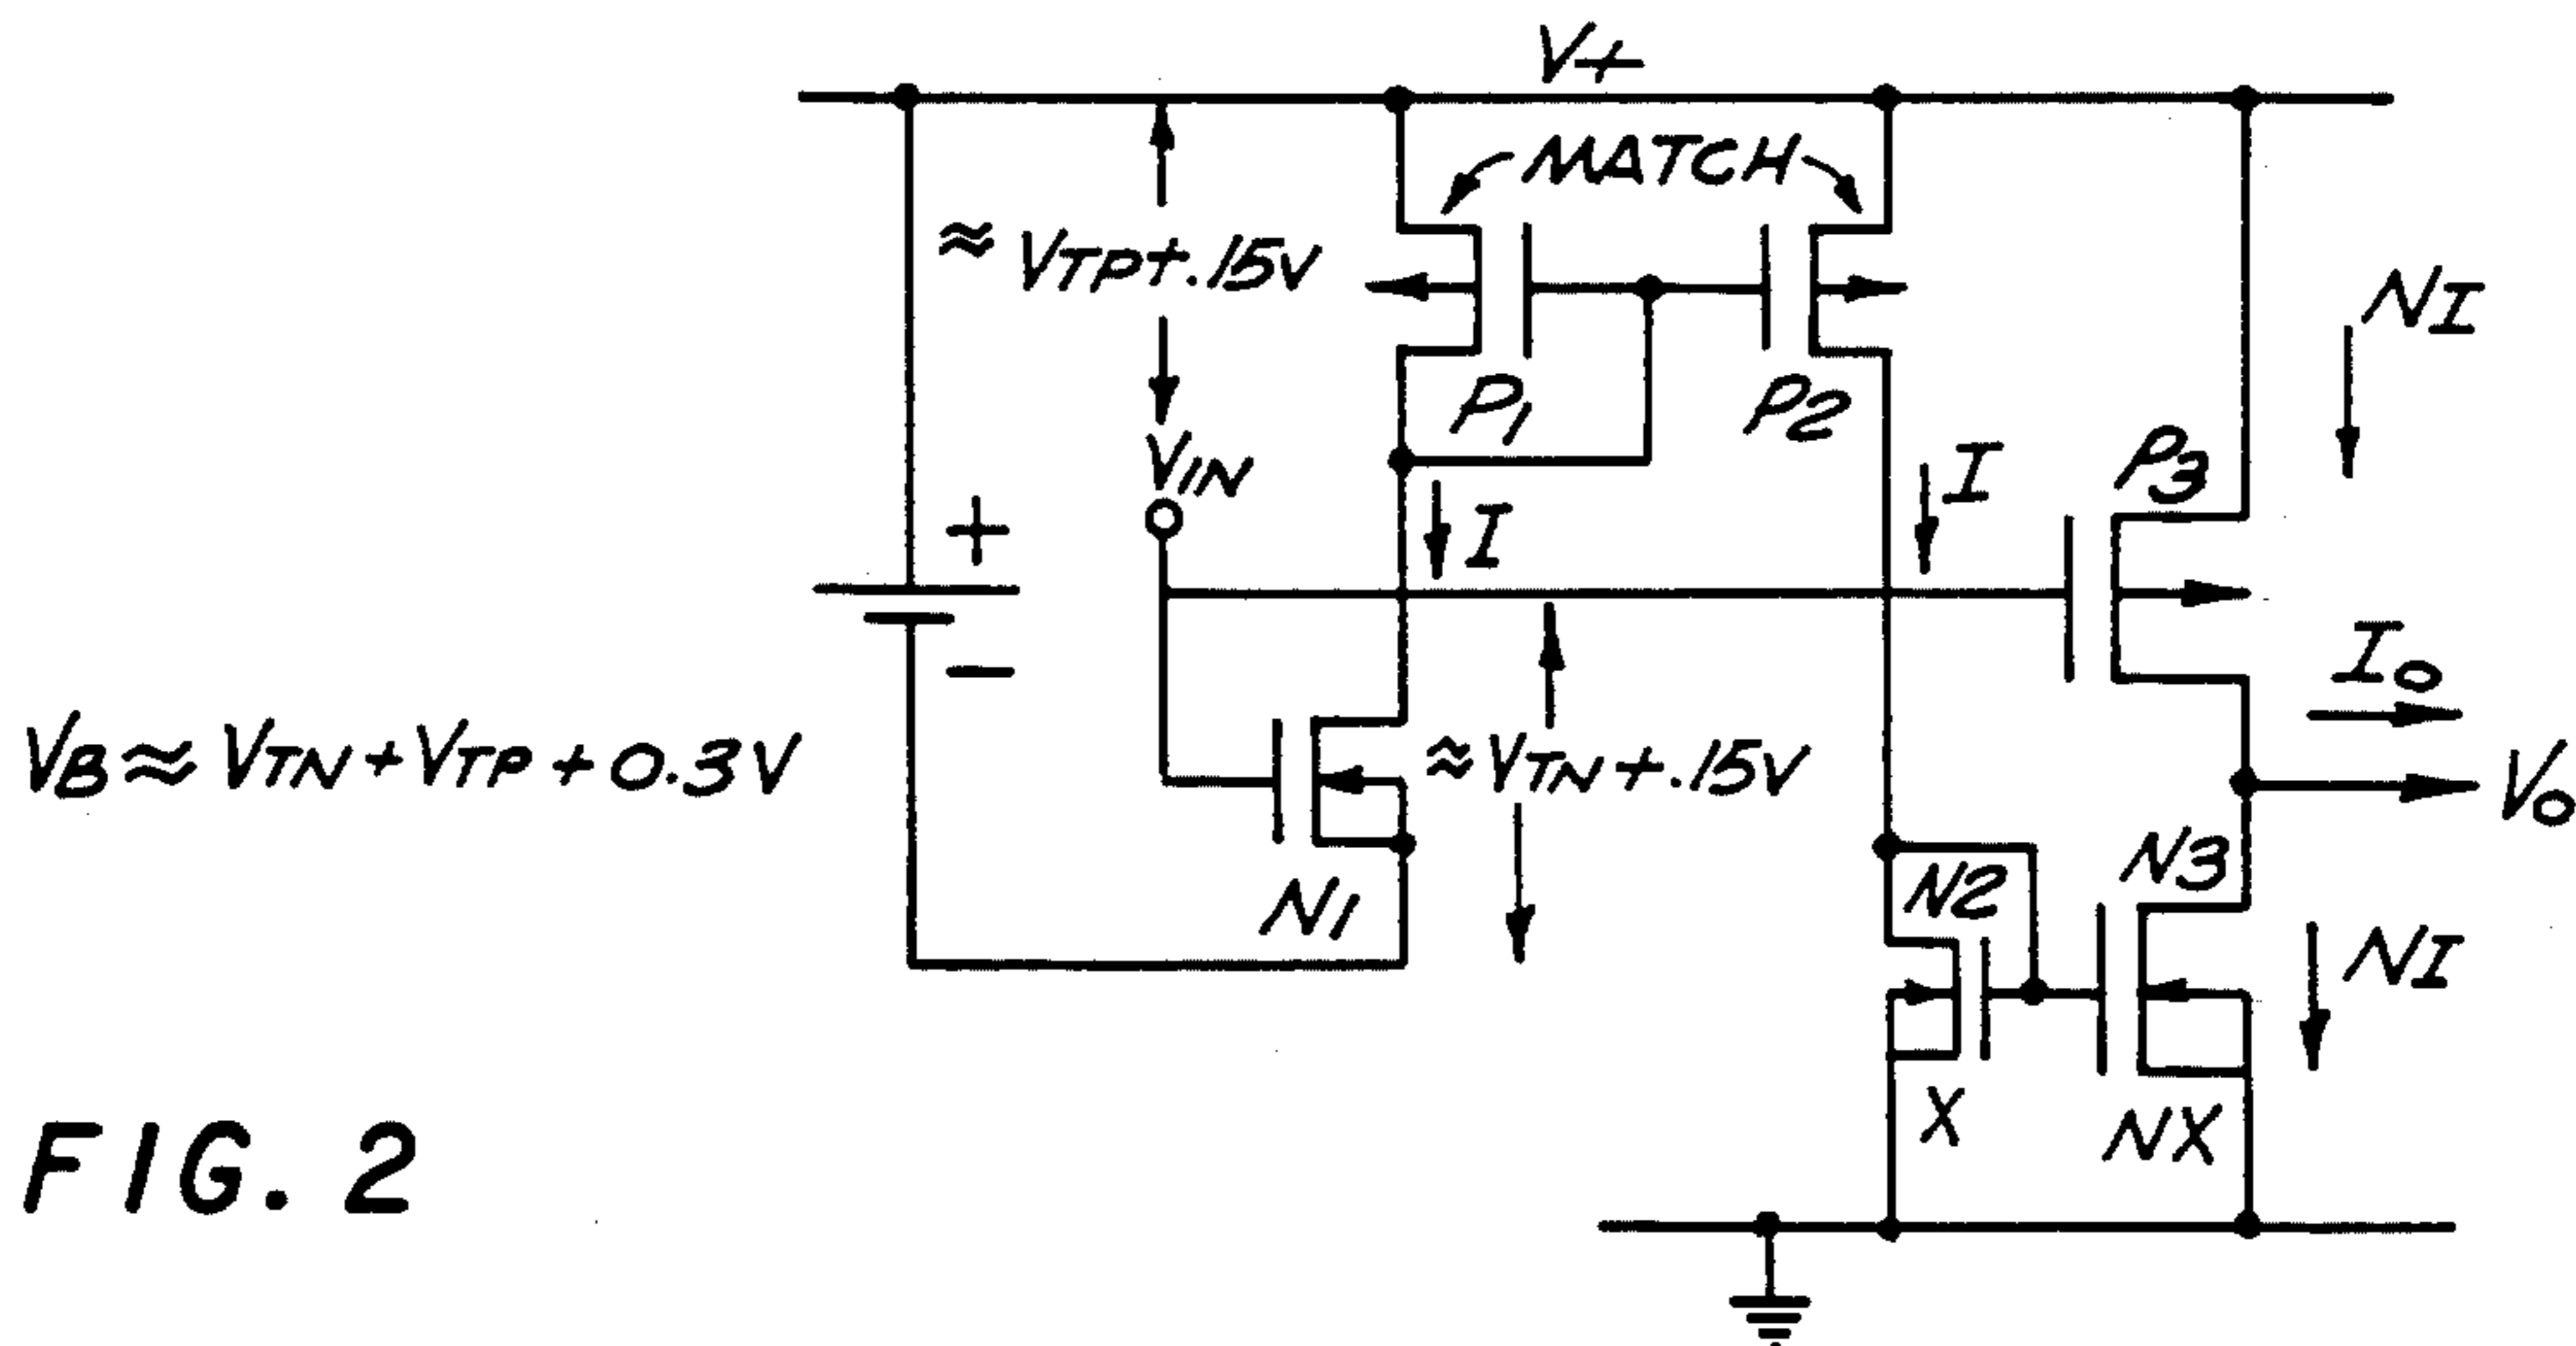 V+
MATCH
≈ VTP+.15V
NI
P1
P2
P3
VIN
I
I
+
−
IO
VB ≈ VTN + VTP + 0.3V
≈ VTN +.15V
VO
N1
N2
N3
NI
X
NX
FIG. 2